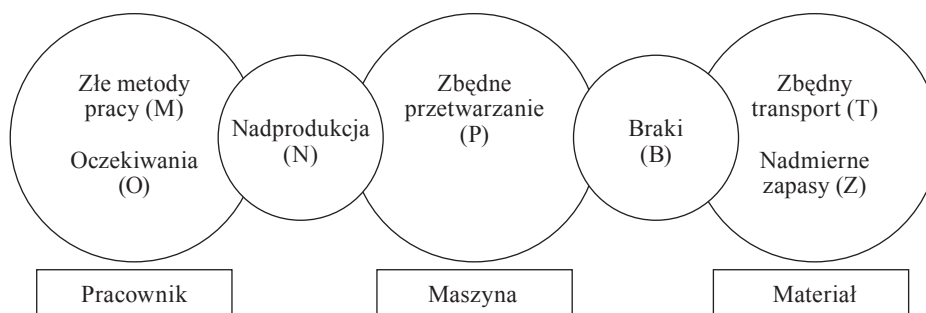 Złe metody
pracy (M)
Oczekiwania
(O)
Nadprodukcja
(N)
Zbędne
przetwarzanie
(P)
Braki
(B)
Zbędny
transport (T)
Nadmierne
zapasy (Z)
Pracownik
Maszyna
Materiał